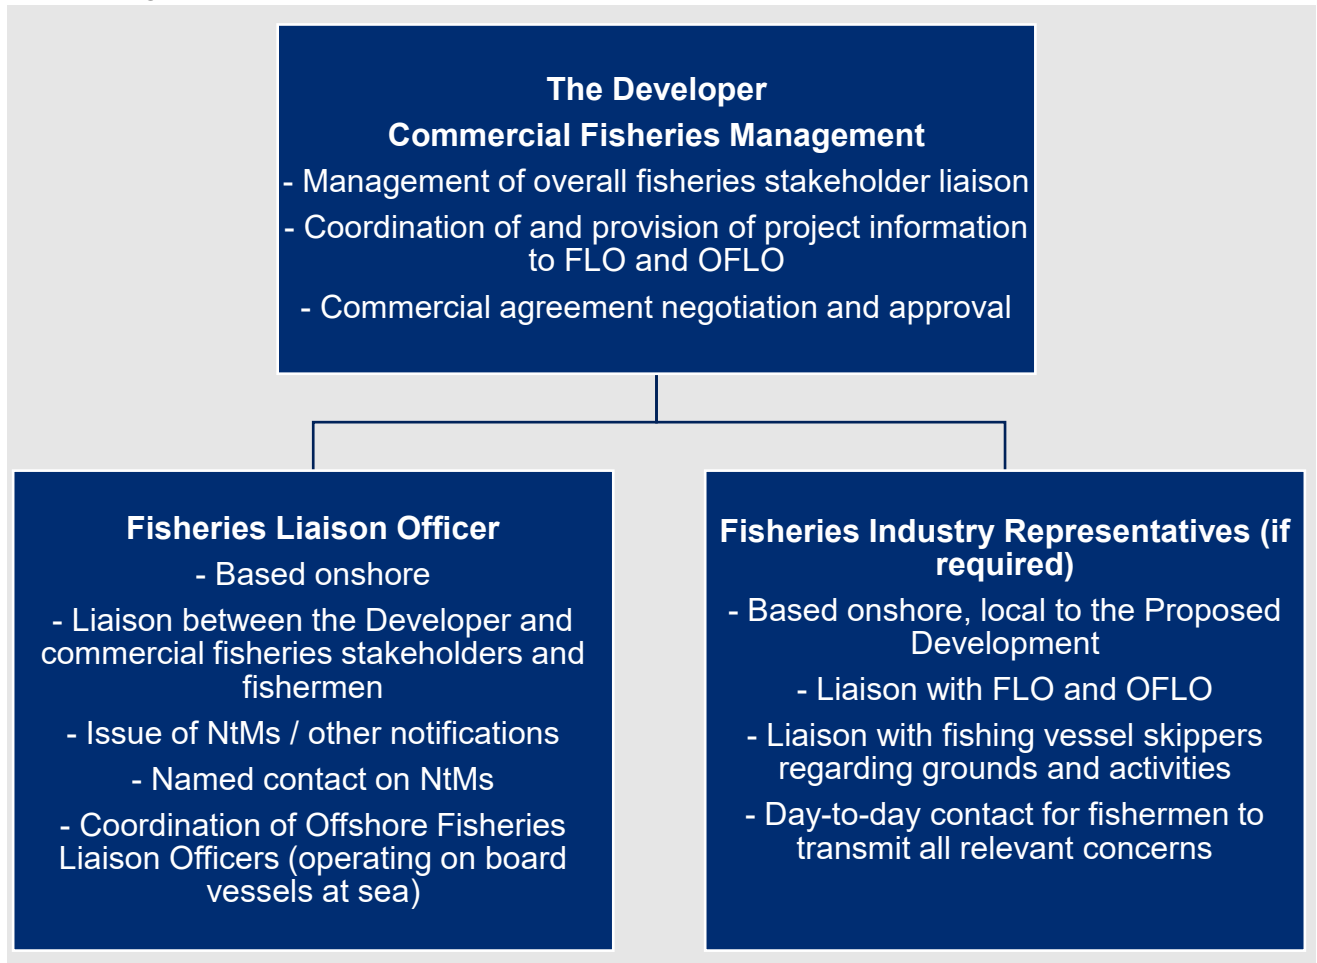 The Developer
Commercial Fisheries Management
- Management of overall fisheries stakeholder liaison
- Coordination of and provision of project information
to FLO and OFLO
- Commercial agreement negotiation and approval
Fisheries Liaison Officer
- Based onshore
- Liaison between the Developer and
commercial fisheries stakeholders and
fishermen
- Issue of NtMs / other notifications
- Named contact on NtMs
- Coordination of Offshore Fisheries
Liaison Officers (operating on board
vessels at sea)
Fisheries Industry Representatives (if
required)
- Based onshore, local to the Proposed
Development
- Liaison with FLO and OFLO
- Liaison with fishing vessel skippers
regarding grounds and activities
- Day-to-day contact for fishermen to
transmit all relevant concerns